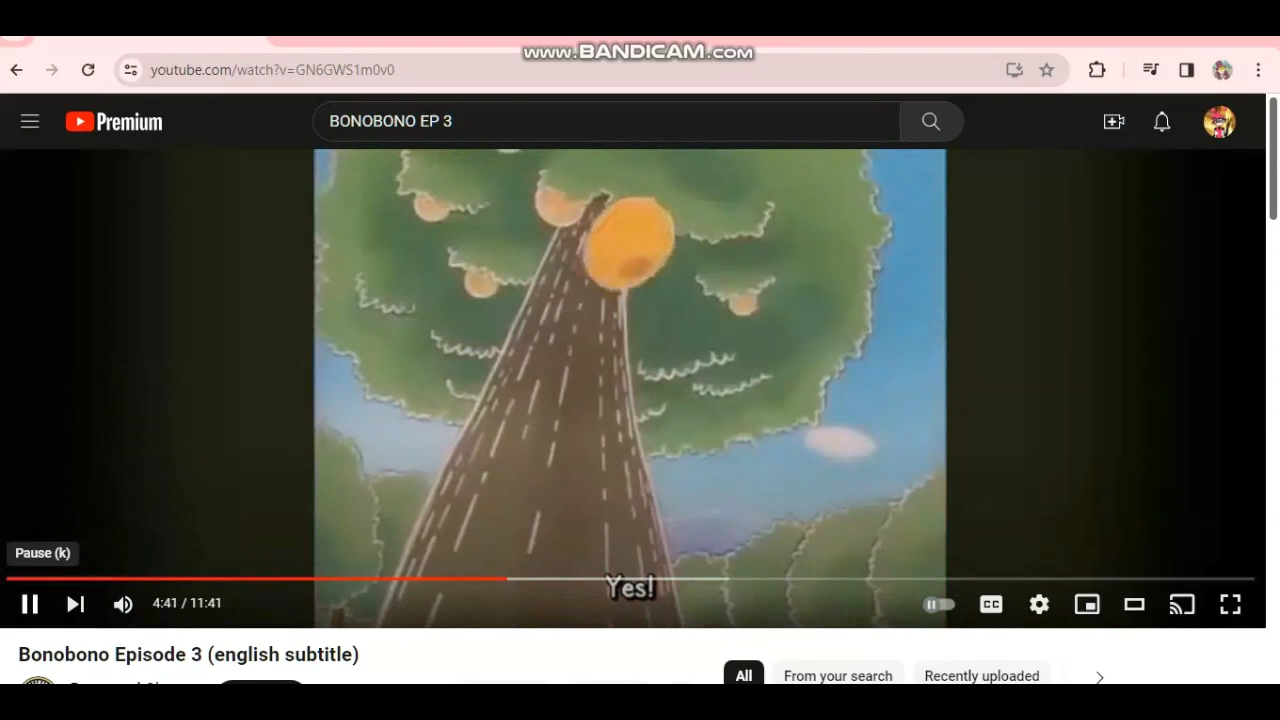 www.BANDICAM.com
youtube.com/watch?v=GN6GWS1m0v0
Premium
BONOBONO EP 3
Pause (k)
Yes!
4:41 / 11:41
CC
Bonobono Episode 3 (english subtitle)
All
From your search
Recently uploaded